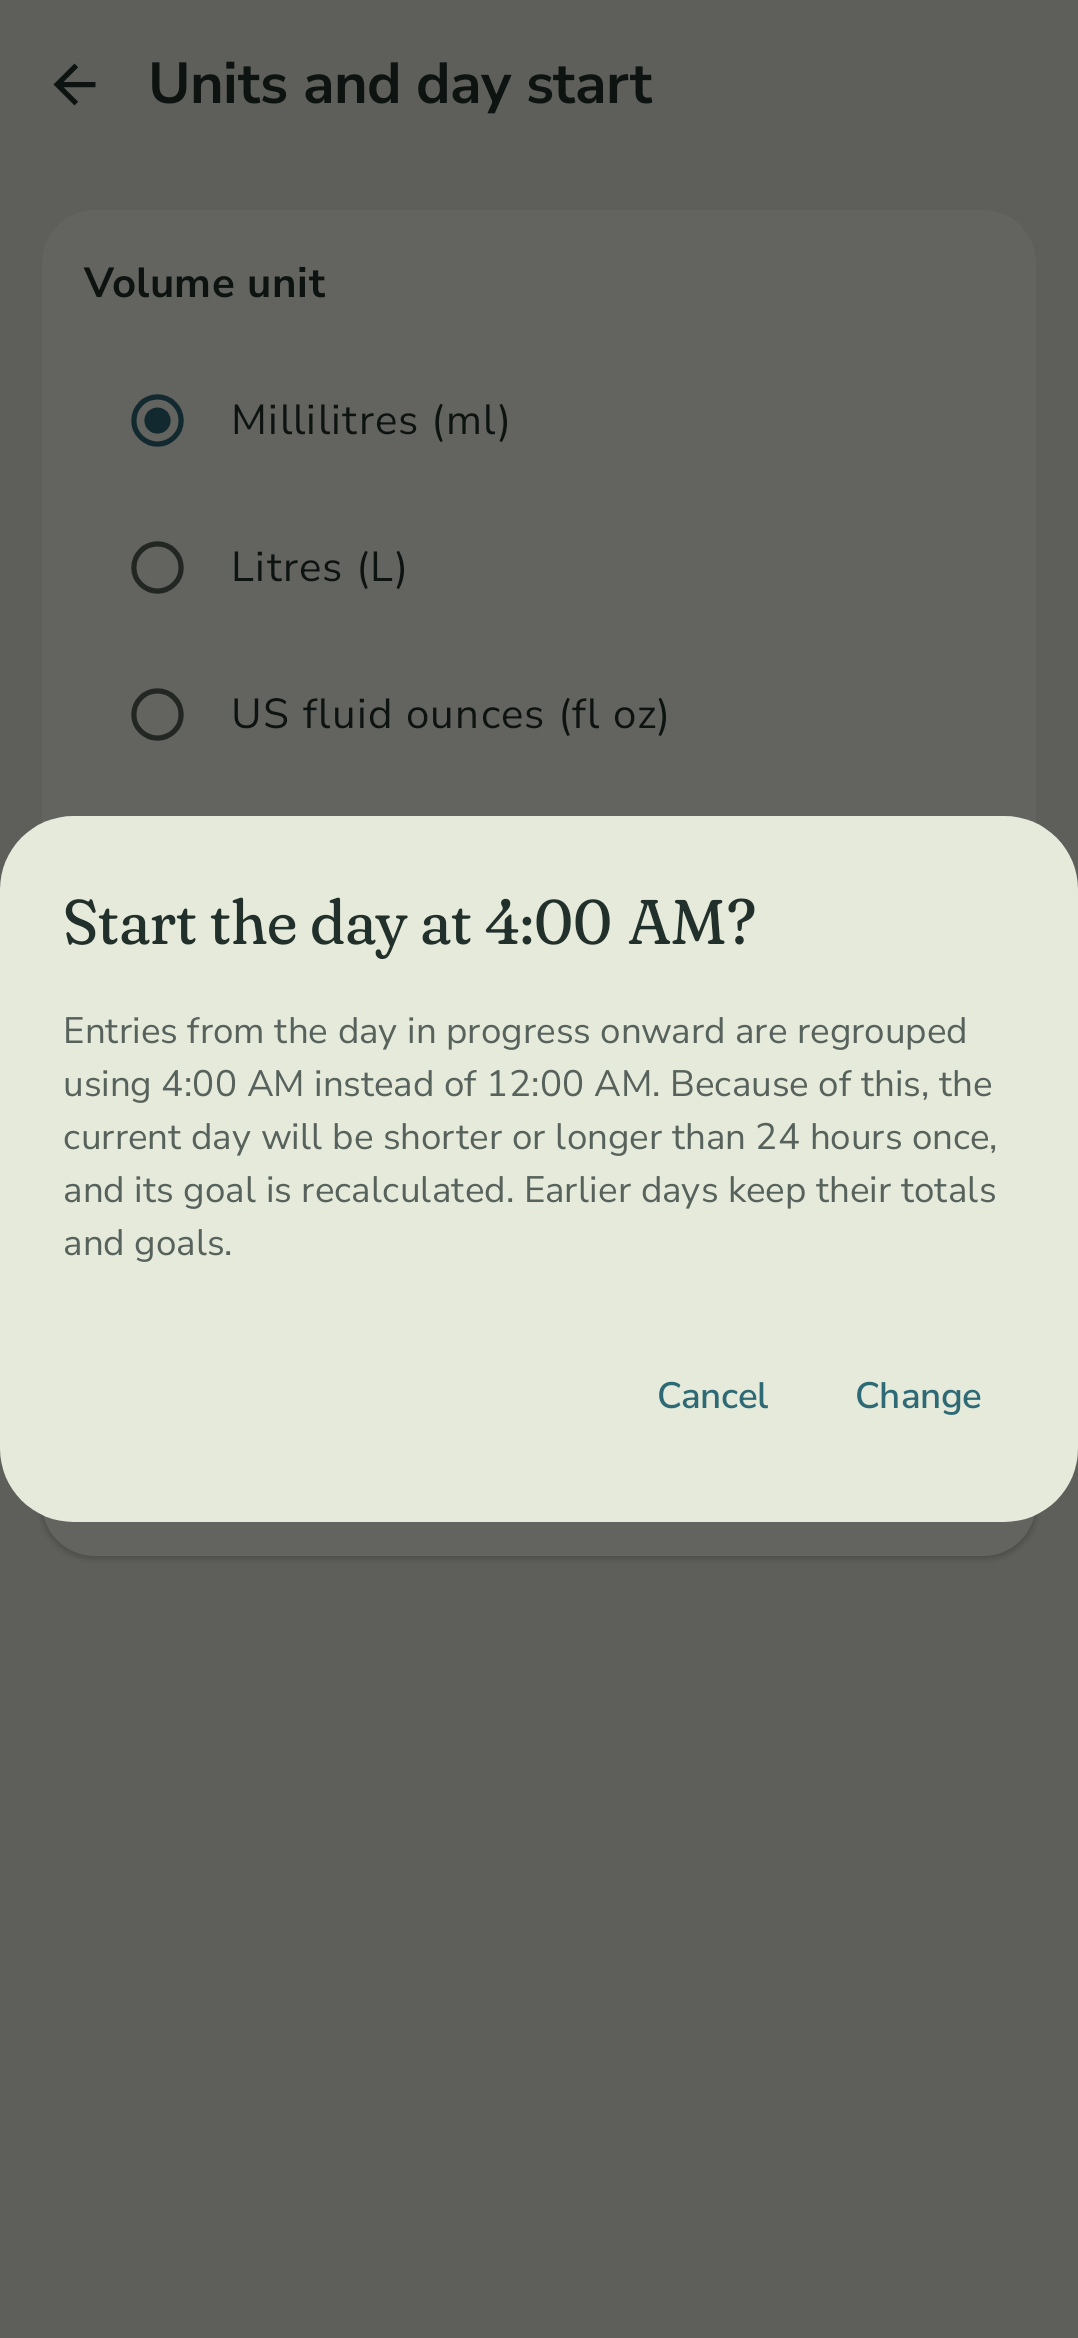 Units and day start
Volume unit
Millilitres (ml)
Litres (L)
US fluid ounces (fl oz)
Start the day at 4:00 AM?
Entries from the day in progress onward are regrouped
using 4:00 AM instead of 12:00 AM. Because of this, the
current day will be shorter or longer than 24 hours once,
and its goal is recalculated. Earlier days keep their totals
and goals.
Cancel
Change